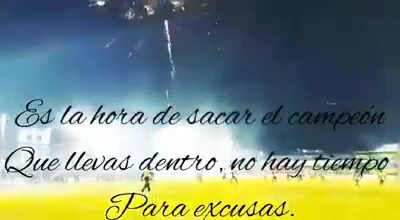 Es la hora de sacar el campeón
Que llevas dentro, no hay tiempo
Para excusas.